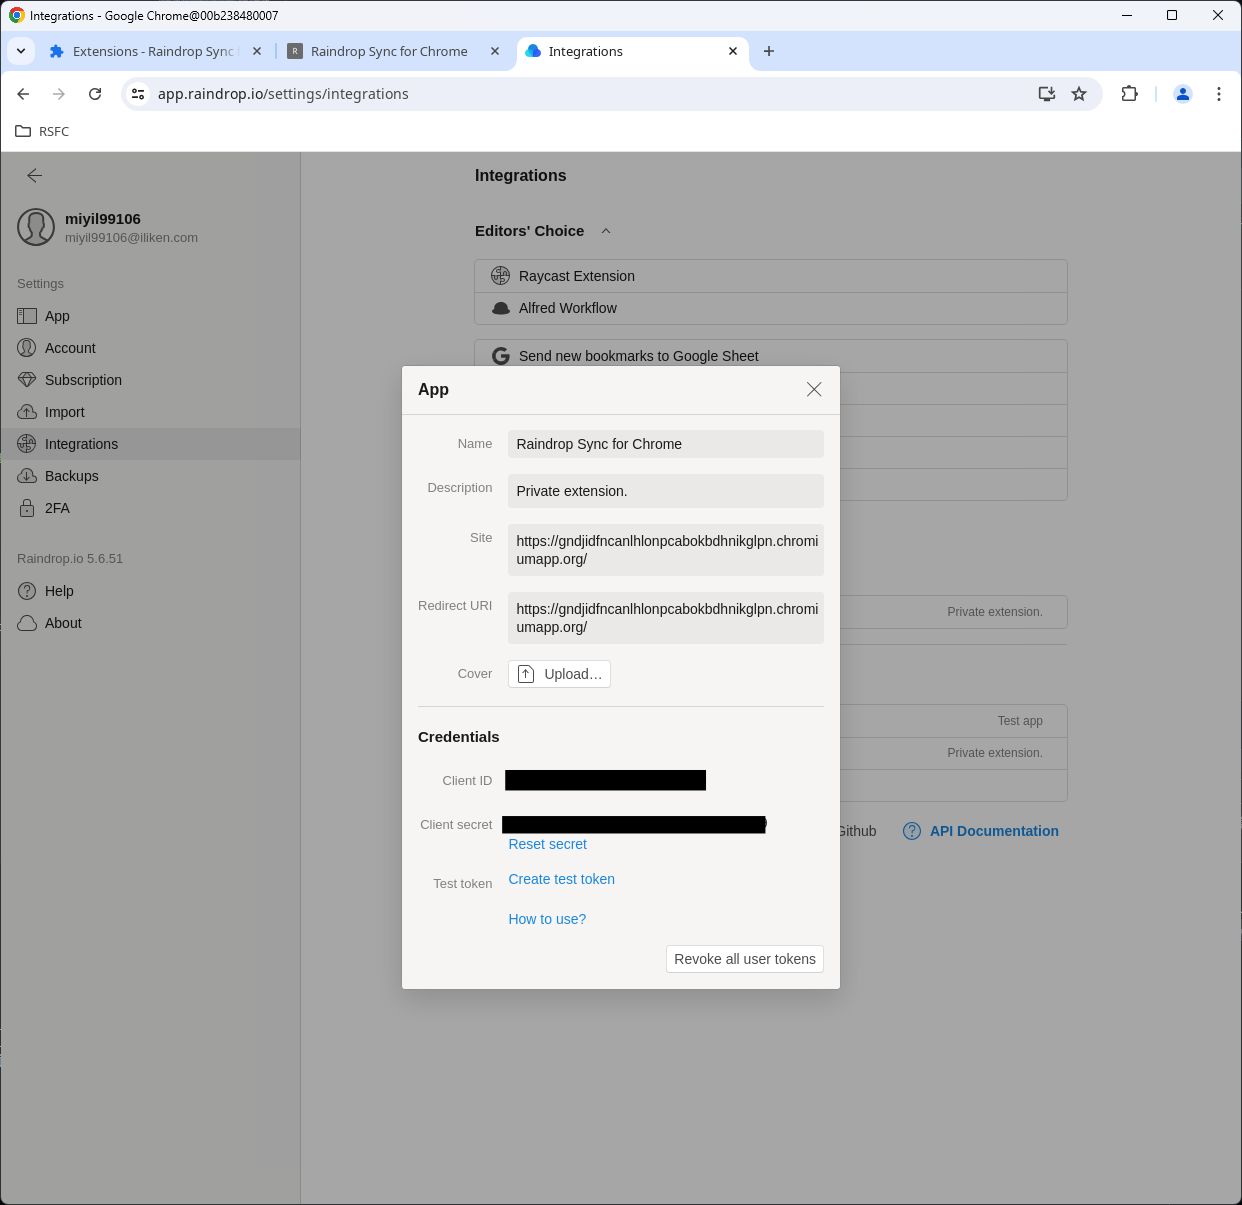 Integrations - Google Chrome@00b238480007
Extensions - Raindrop Sync
Raindrop Sync for Chrome
Integrations
app.raindrop.io/settings/integrations
RSFC
miyil99106
miyil99106@iliken.com
Settings
App
Account
Subscription
Import
Integrations
Backups
2FA
Raindrop.io 5.6.51
Help
About
Integrations
Editors' Choice
Raycast Extension
Alfred Workflow
Send new bookmarks to Google Sheet
App
Name
Raindrop Sync for Chrome
Description
Private extension.
Site
https://gndjidfncanlhlonpcabokbdhnikglpn.chromi
umapp.org/
Redirect URI
https://gndjidfncanlhlonpcabokbdhnikglpn.chromi
umapp.org/
Cover
Upload…
Credentials
Client ID
Client secret
Reset secret
Test token
Create test token
How to use?
Revoke all user tokens
Private extension.
Test app
Private extension.
Github
API Documentation